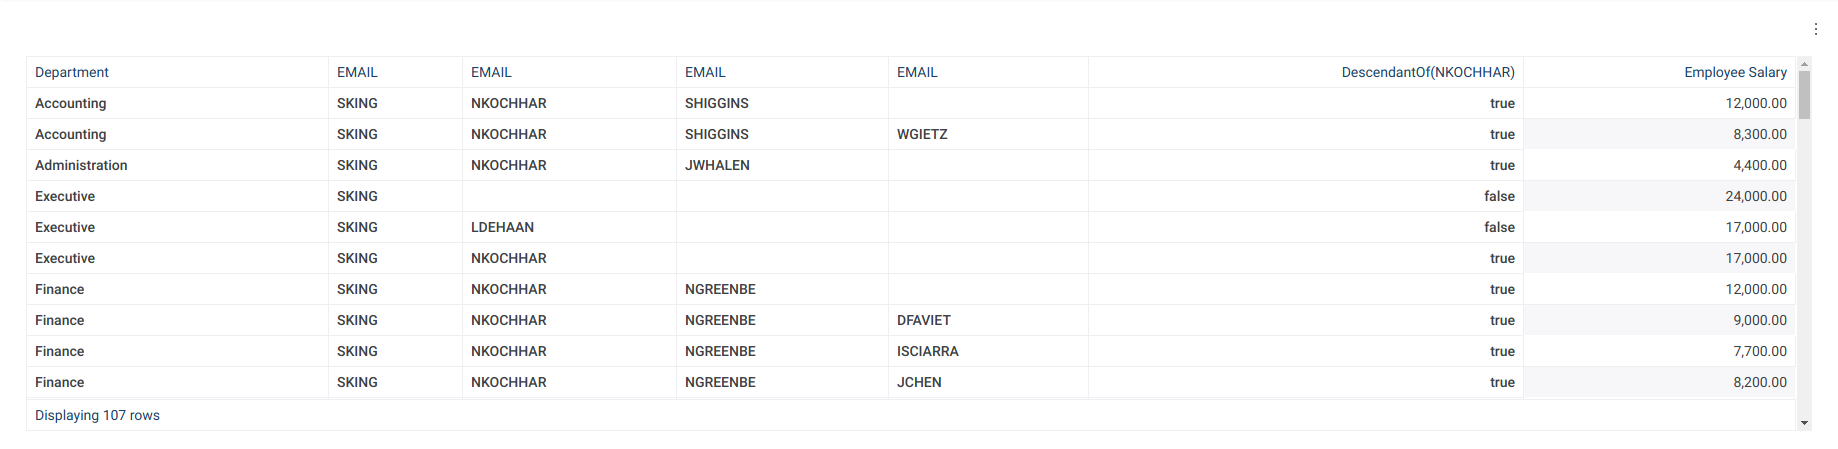 Department EMAIL EMAIL EMAIL EMAIL DescendantOf(NKOCHHAR) Employee Salary
Accounting SKING NKOCHHAR SHIGGINS true 12,000.00
Accounting SKING NKOCHHAR SHIGGINS WGIETZ true 8,300.00
Administration SKING NKOCHHAR JWHALEN true 4,400.00
Executive SKING false 24,000.00
Executive SKING LDEHAAN false 17,000.00
Executive SKING NKOCHHAR true 17,000.00
Finance SKING NKOCHHAR NGREENBE true 12,000.00
Finance SKING NKOCHHAR NGREENBE DFAVIET true 9,000.00
Finance SKING NKOCHHAR NGREENBE ISCIARRA true 7,700.00
Finance SKING NKOCHHAR NGREENBE JCHEN true 8,200.00
Displaying 107 rows